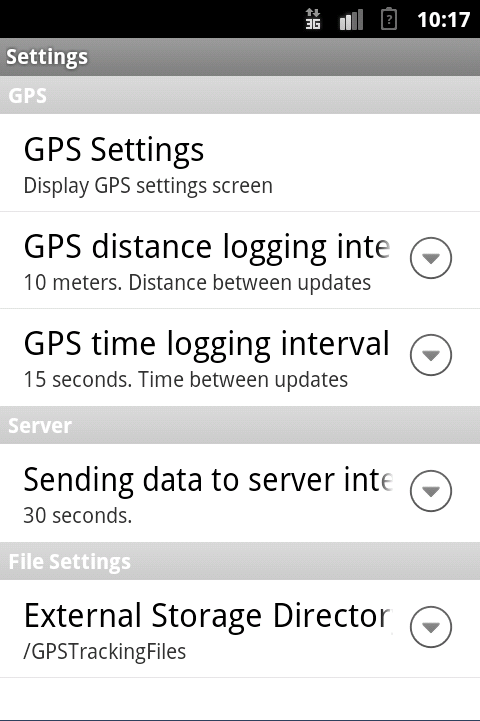 3G ? 10:17
Settings
GPS
GPS Settings
Display GPS settings screen
GPS distance logging inte
10 meters. Distance between updates
GPS time logging interval
15 seconds. Time between updates
Server
Sending data to server inte
30 seconds.
File Settings
External Storage Director
/GPSTrackingFiles